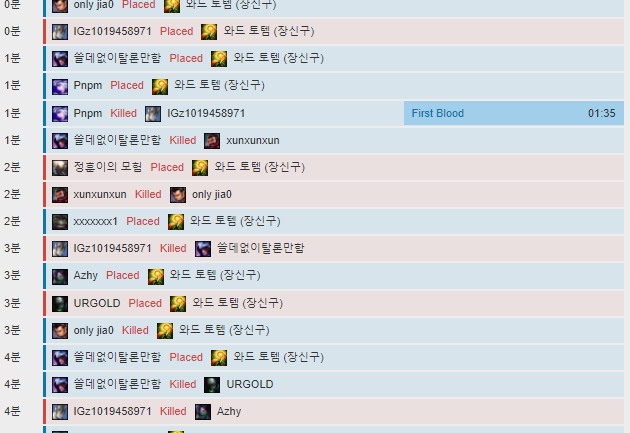 0분 only jia0 Placed 와드 토템 (장신구)
0분 IGz1019458971 Placed 와드 토템 (장신구)
1분 쓸데없이탈론만함 Placed 와드 토템 (장신구)
1분 Pnpm Placed 와드 토템 (장신구)
1분 Pnpm Killed IGz1019458971 First Blood 01:35
1분 쓸데없이탈론만함 Killed xunxunxun
2분 정훈이의 모험 Placed 와드 토템 (장신구)
2분 xunxunxun Killed only jia0
2분 xxxxxxx1 Placed 와드 토템 (장신구)
3분 IGz1019458971 Killed 쓸데없이탈론만함
3분 Azhy Placed 와드 토템 (장신구)
3분 URGOLD Placed 와드 토템 (장신구)
3분 only jia0 Killed 와드 토템 (장신구)
4분 쓸데없이탈론만함 Placed 와드 토템 (장신구)
4분 쓸데없이탈론만함 Killed URGOLD
4분 IGz1019458971 Killed Azhy